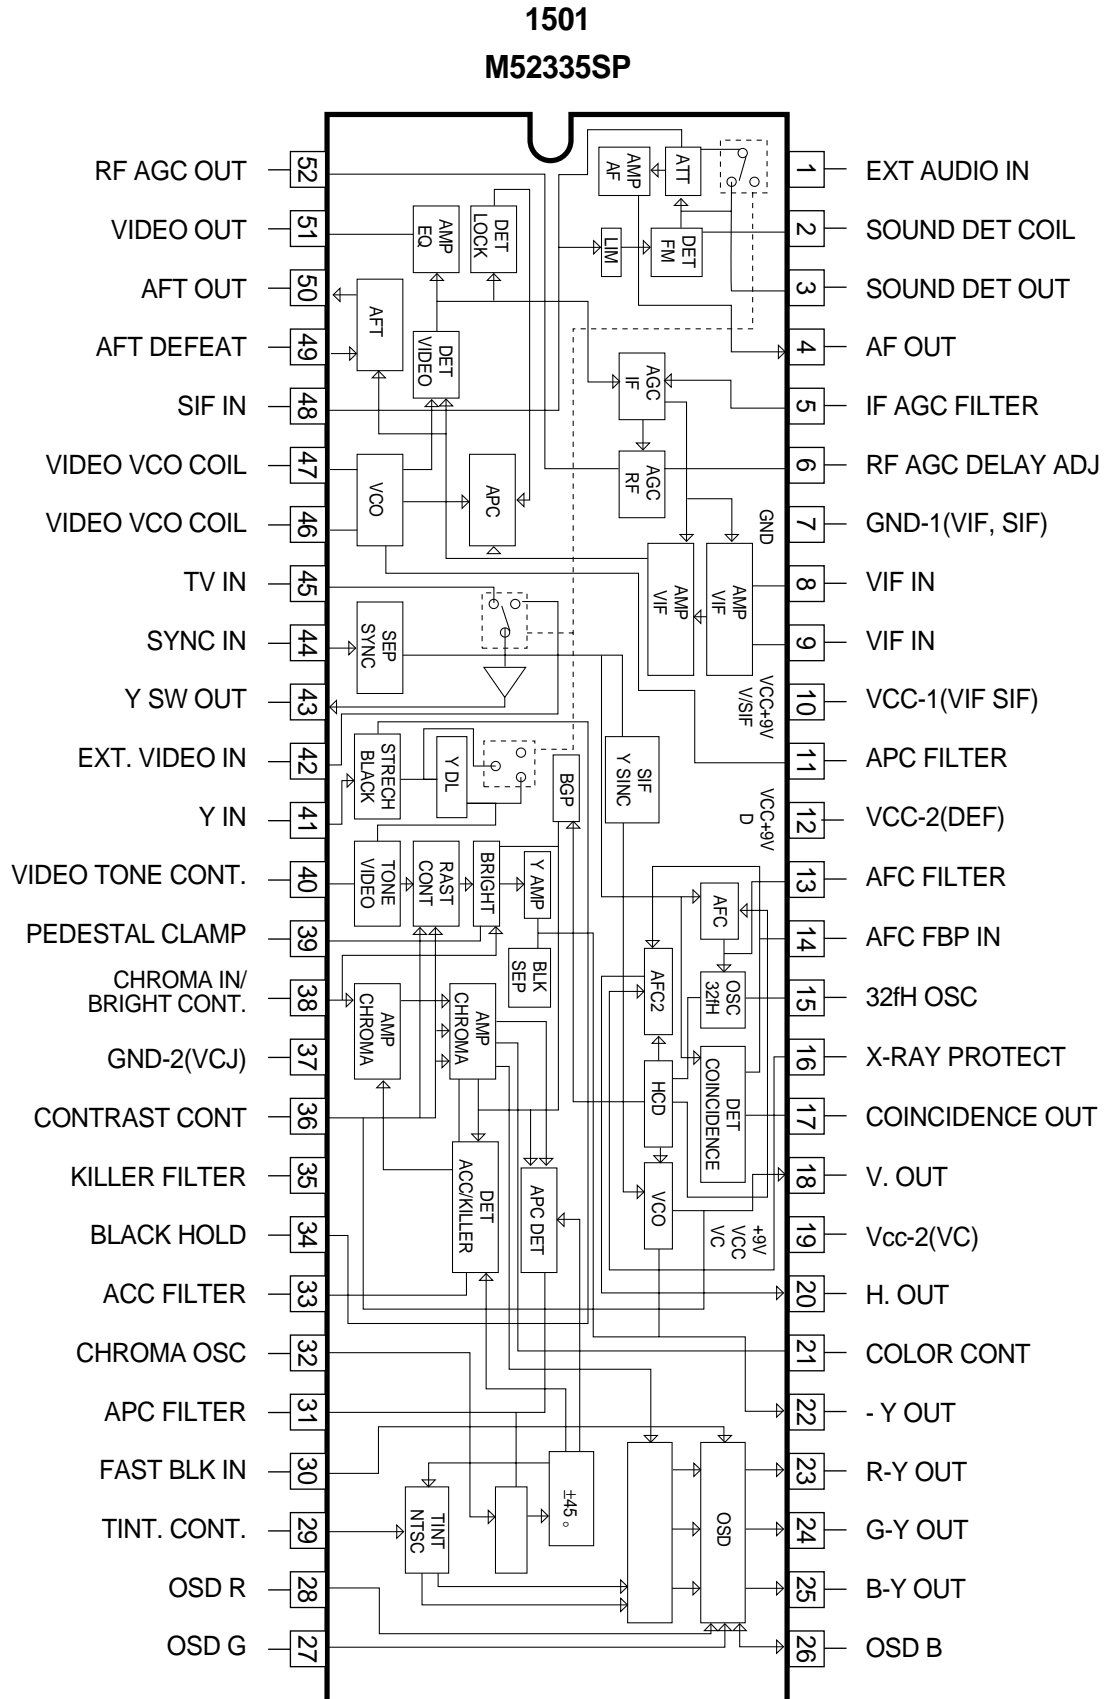 1501
M52335SP
RF AGC OUT 52
VIDEO OUT 51
AFT OUT 50
AFT DEFEAT 49
SIF IN 48
VIDEO VCO COIL 47
VIDEO VCO COIL 46
TV IN 45
SYNC IN 44
Y SW OUT 43
EXT. VIDEO IN 42
Y IN 41
VIDEO TONE CONT. 40
PEDESTAL CLAMP 39
CHROMA IN/
BRIGHT CONT. 38
GND-2(VCJ) 37
CONTRAST CONT 36
KILLER FILTER 35
BLACK HOLD 34
ACC FILTER 33
CHROMA OSC 32
APC FILTER 31
FAST BLK IN 30
TINT. CONT. 29
OSD R 28
OSD G 27
1 EXT AUDIO IN
2 SOUND DET COIL
3 SOUND DET OUT
4 AF OUT
5 IF AGC FILTER
6 RF AGC DELAY ADJ
7 GND-1(VIF, SIF)
8 VIF IN
9 VIF IN
10 VCC-1(VIF SIF)
11 APC FILTER
12 VCC-2(DEF)
13 AFC FILTER
14 AFC FBP IN
15 32fH OSC
16 X-RAY PROTECT
17 COINCIDENCE OUT
18 V. OUT
19 Vcc-2(VC)
20 H. OUT
21 COLOR CONT
22 - Y OUT
23 R-Y OUT
24 G-Y OUT
25 B-Y OUT
26 OSD B
AMP
AF
ATT
LIM
DET
FM
AMP
EQ
DET
LOCK
AFT
DET
VIDEO
AGC
IF
AGC
RF
VCO
APC
GND
AMP
VIF
AMP
VIF
SEP
SYNC
VCC+9V
V/SIF
STRECH
BLACK
Y DL
BGP
SIF
Y SINC
VCC+9V
D
TONE
VIDEO
RAST
CONT
BRIGHT
Y AMP
BLK
SEP
AFC
AFC2
OSC
32fH
AMP
CHROMA
AMP
CHROMA
HCD
DET
COINCIDENCE
DET
ACC/KILLER
APC DET
VCO
+9V
VCC
VC
TINT
NTSC
±45°
OSD